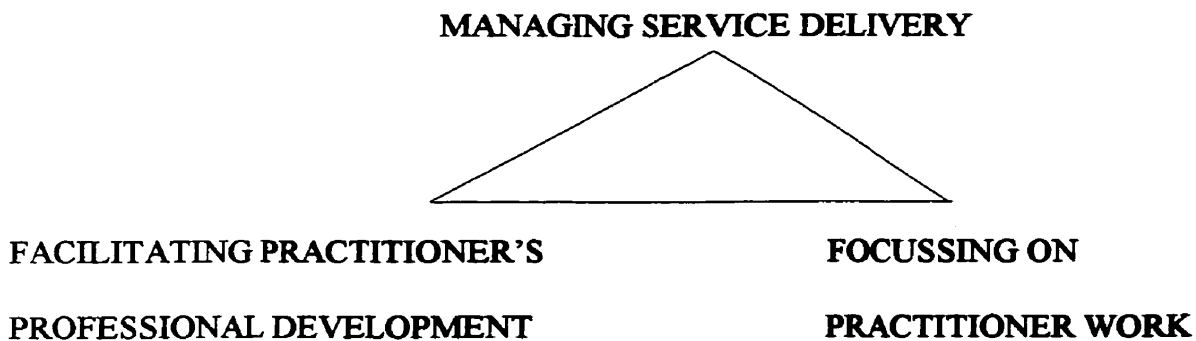 MANAGING SERVICE DELIVERY
FACILITATING PRACTITIONER'S
FOCUSSING ON
PROFESSIONAL DEVELOPMENT
PRACTITIONER WORK